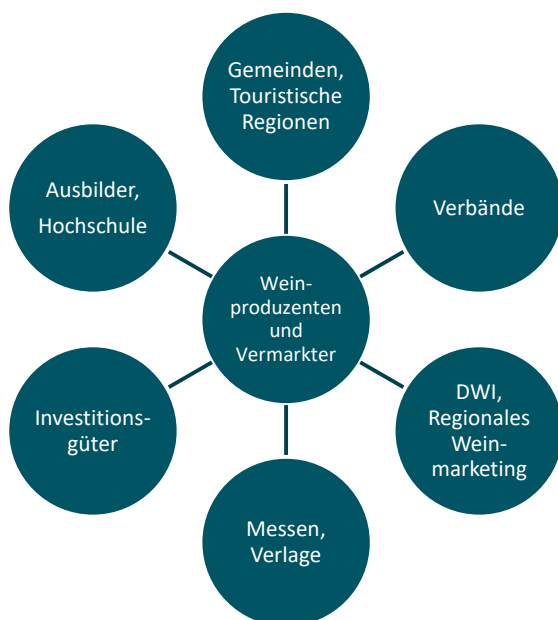 Gemeinden,
Touristische
Regionen
Ausbilder,
Hochschule
Verbände
Wein-
produzenten
und
Vermarkter
Investitions-
güter
DWI,
Regionales
Wein-
marketing
Messen,
Verlage